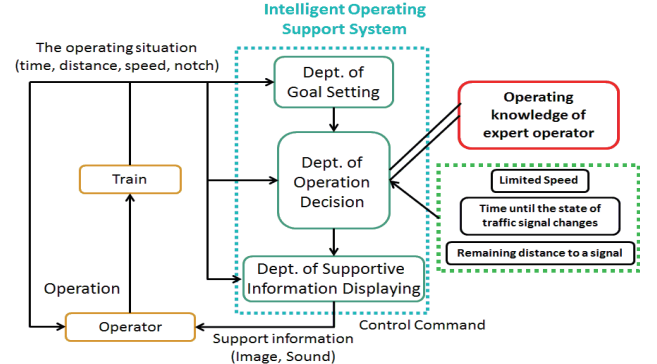 Intelligent Operating
Support System
The operating situation
(time, distance, speed, notch)
Dept. of
Goal Setting
Operating
knowledge of
expert operator
Dept. of
Operation
Decision
Train
Limited Speed
Time until the state of
traffic signal changes
Remaining distance to a signal
Dept. of Supportive
Information Displaying
Operation
Operator
Control Command
Support information
(Image, Sound)